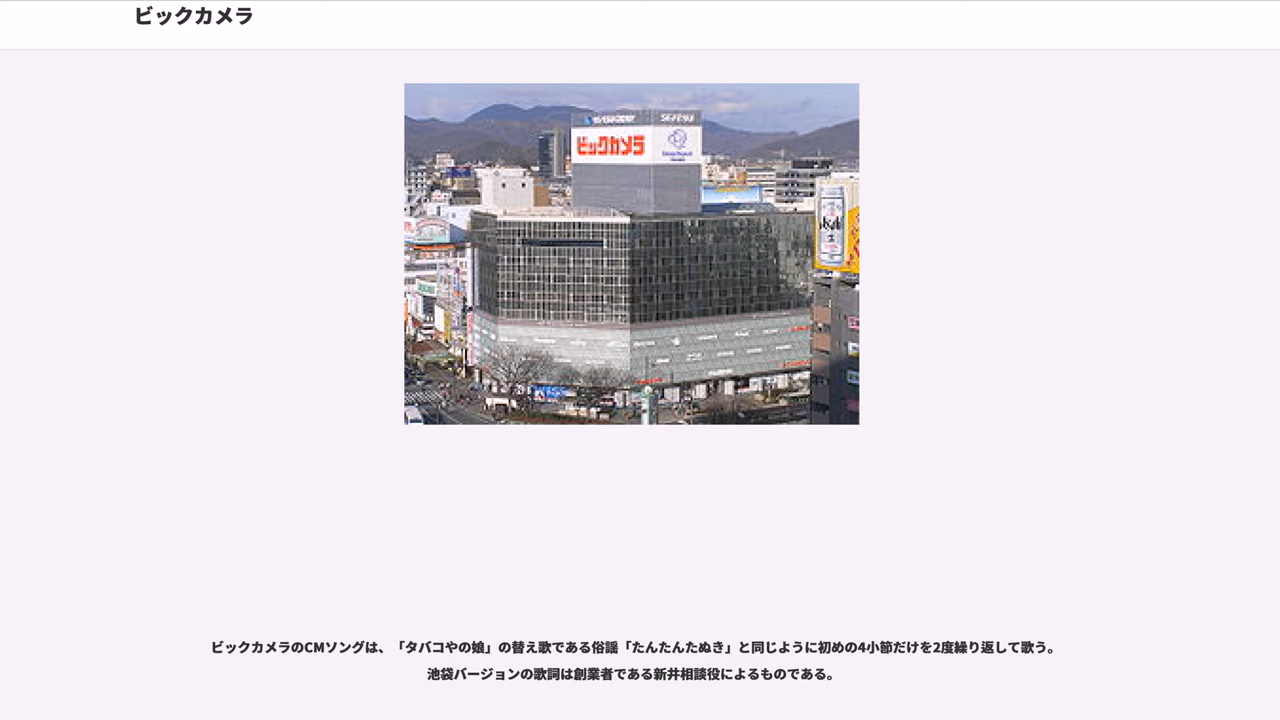 ビックカメラ
ビックカメラ
Asahi
ビックカメラのCMソングは、「タバコやの娘」の替え歌である俗謡「たんたんたぬき」と同じように初めの4小節だけを2度繰り返して歌う。
池袋バージョンの歌詞は創業者である新井相談役によるものである。